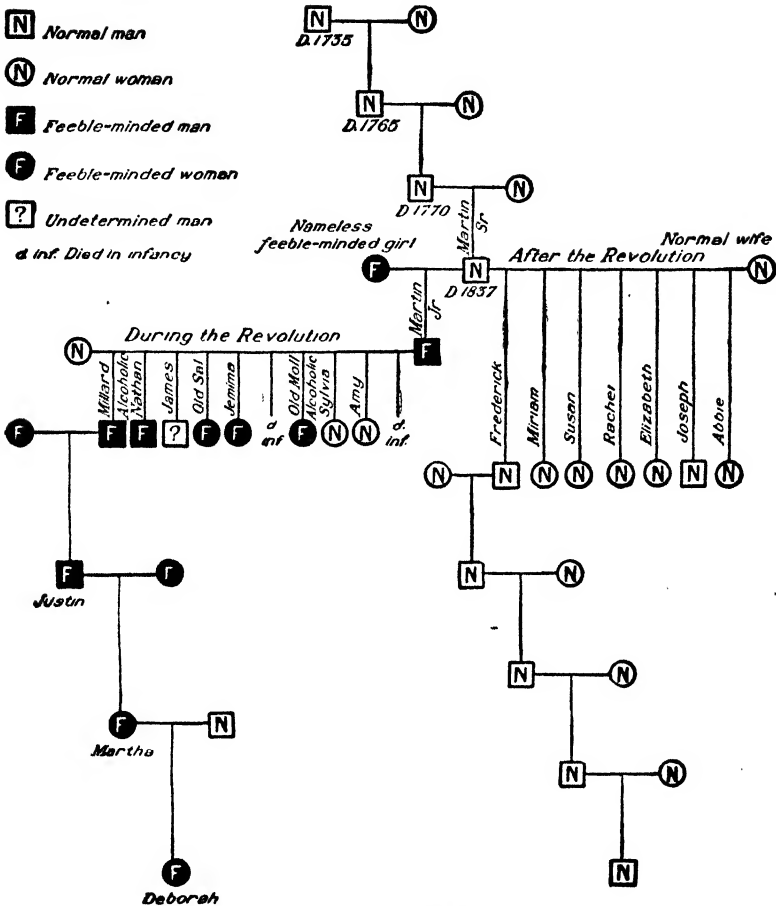 N Normal man
N Normal woman
F Feeble-minded man
F Feeble-minded woman
? Undetermined man
d inf. Died in infancy
N N
D.1735
N N
D.1765
N N
D 1770
Martin Sr
Nameless
feeble-minded girl
After the Revolution
Normal wife
F N N
D 1837
Martin Jr
During the Revolution
N F
Millard Alcoholic
Nathan
James
Old Sal
Jemima
d inf
Old Moll Alcoholic
Sylvia
Amy
d. inf.
Frederick
Miriam
Susan
Rachel
Elizabeth
Joseph
Abbie
F F F ? F F F N N
N N N N N N N N
F F N N
Justin
N N
F N
Martha
N N
F N
Deborah